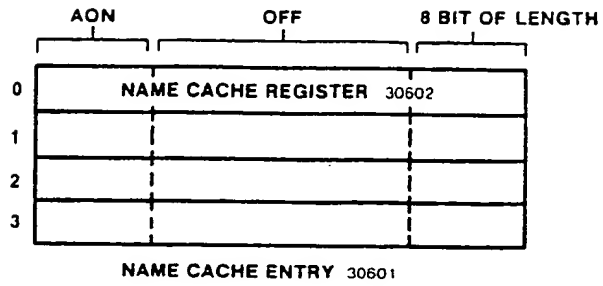 AON OFF 8 BIT OF LENGTH
0 NAME CACHE REGISTER 30602
1
2
3
NAME CACHE ENTRY 30601